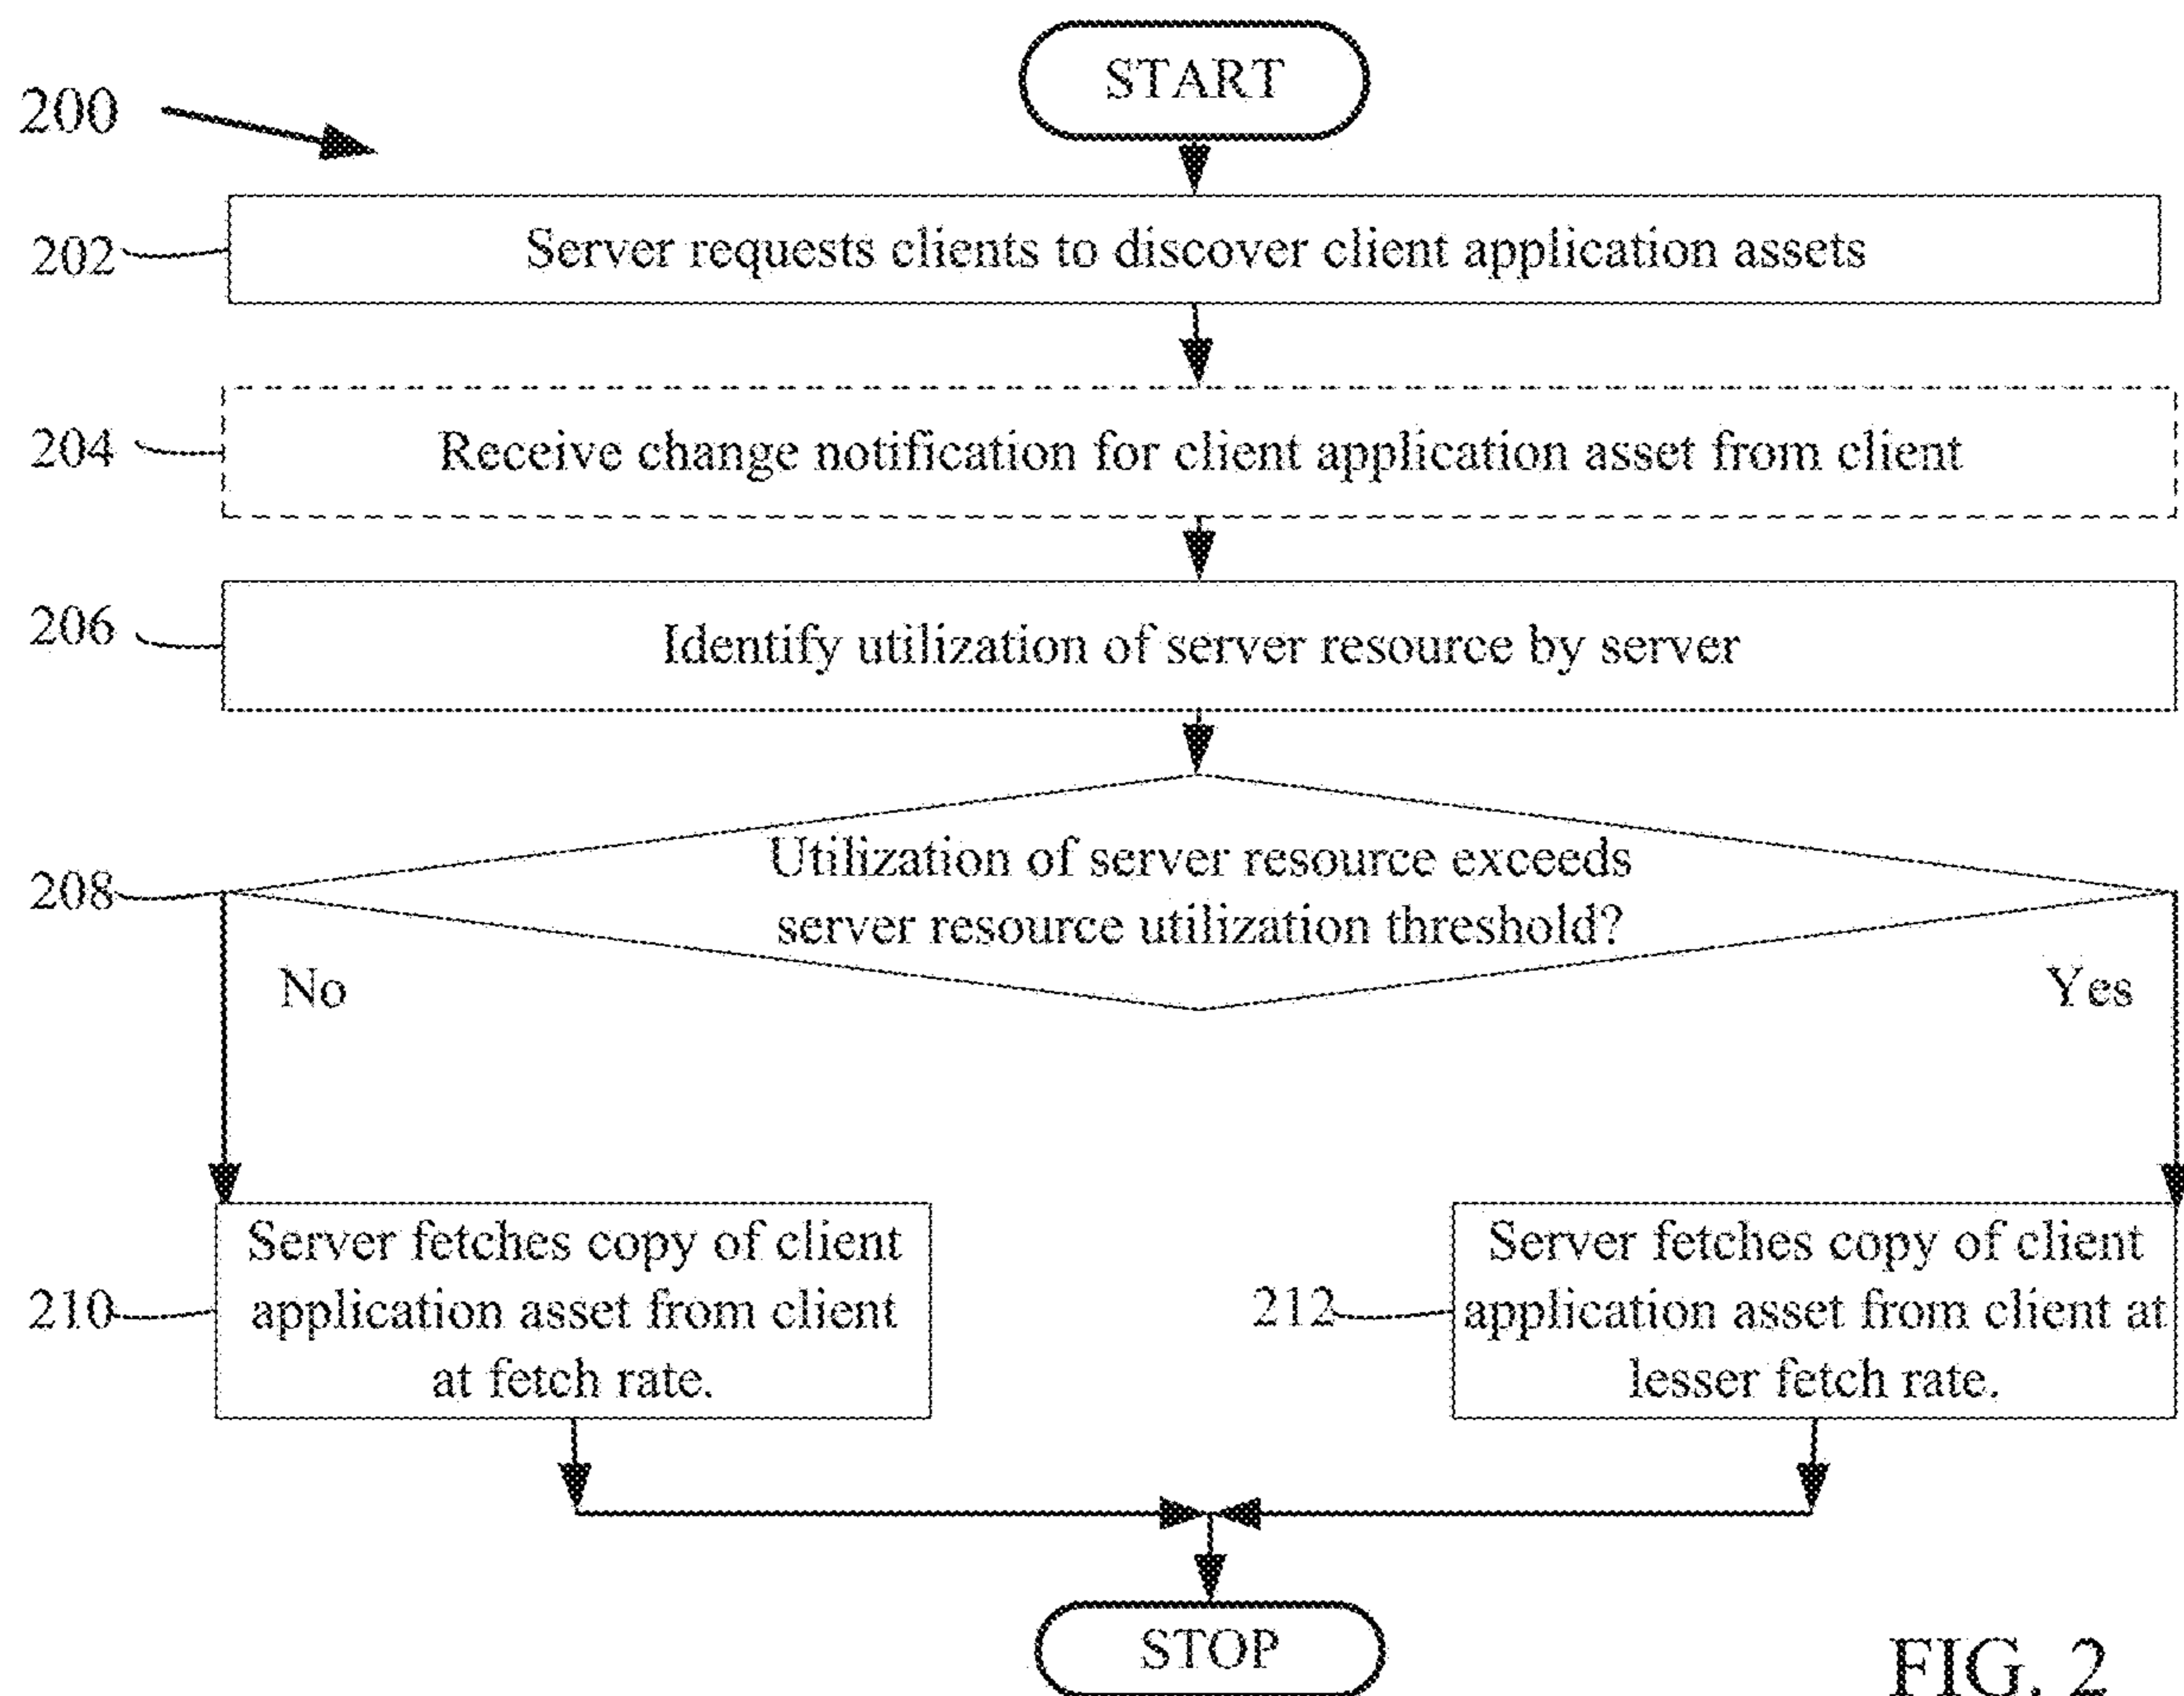 START
200
202
Server requests clients to discover client application assets
204
Receive change notification for client application asset from client
206
Identify utilization of server resource by server
208
Utilization of server resource exceeds
server resource utilization threshold?
No
Yes
210
Server fetches copy of client
application asset from client
at fetch rate.
212
Server fetches copy of client
application asset from client at
lesser fetch rate.
STOP
FIG. 2